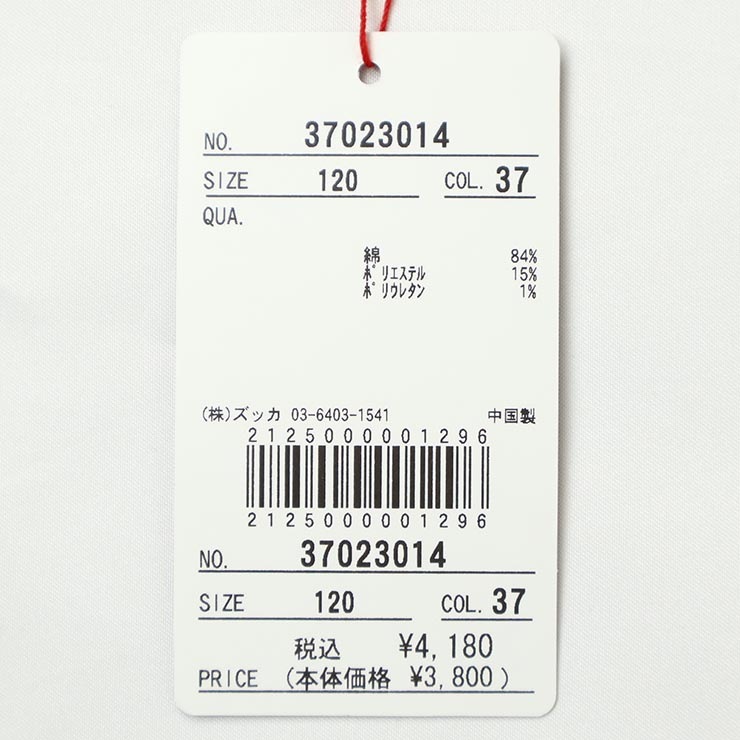 NO. 37023014
SIZE 120 COL. 37
QUA.
綿 84%
ポリエステル 15%
ポリウレタン 1%
(株)ズッカ 03-6403-1541 中国製
2125000001296
2125000001296
NO. 37023014
SIZE 120 COL. 37
税込 ¥4,180
PRICE (本体価格 ¥3,800)